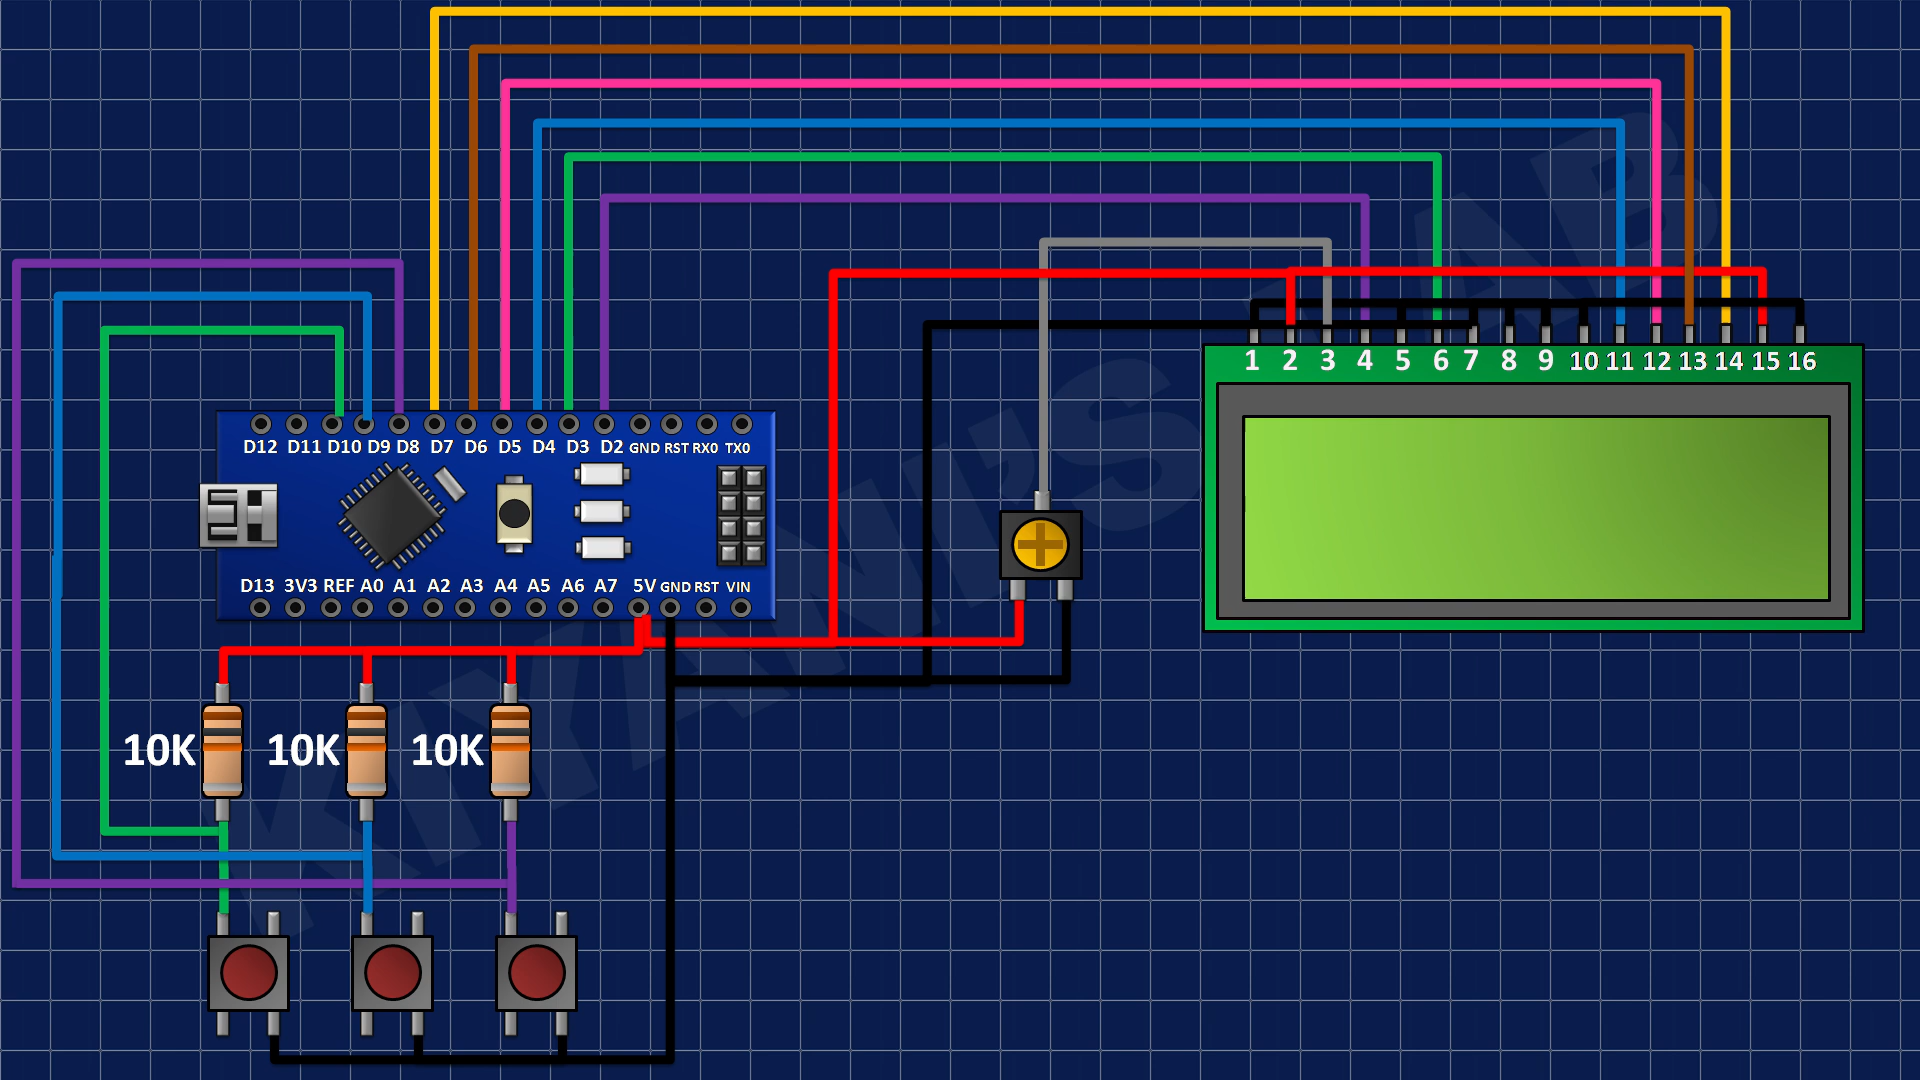 1 2 3 4 5 6 7 8 9 10 11 12 13 14 15 16
D12 D11 D10 D9 D8 D7 D6 D5 D4 D3 D2 GND RST RX0 TX0
D13 3V3 REF A0 A1 A2 A3 A4 A5 A6 A7 5V GND RST VIN
10K 10K 10K
KIYANI'S LAB